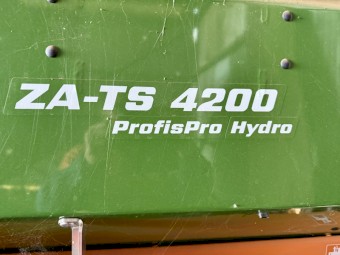 ZA-TS 4200
ProfisPro Hydro